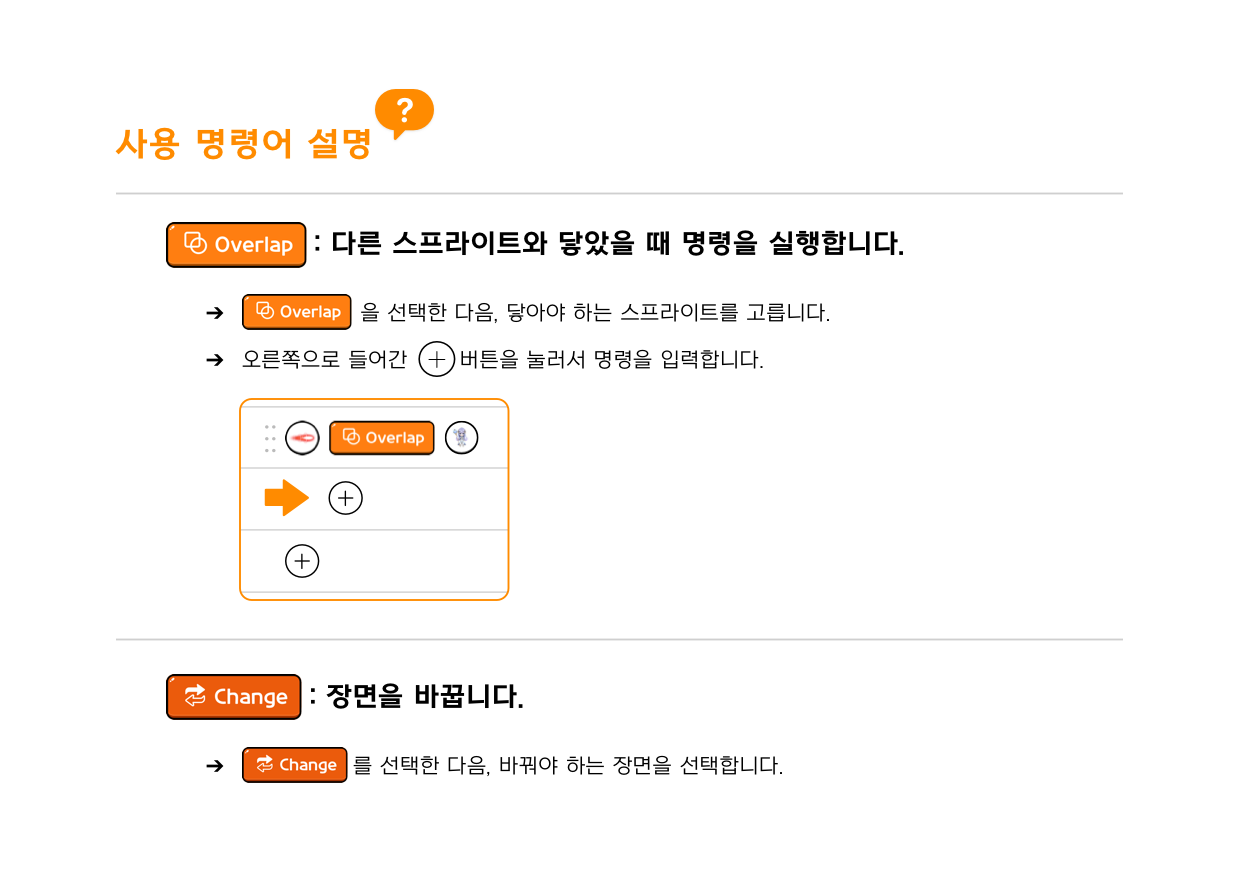 사용 명령어 설명 ?
Overlap : 다른 스프라이트와 닿았을 때 명령을 실행합니다.
➔ Overlap 을 선택한 다음, 닿아야 하는 스프라이트를 고릅니다.
➔ 오른쪽으로 들어간 + 버튼을 눌러서 명령을 입력합니다.
Overlap
+
+
Change : 장면을 바꿉니다.
➔ Change 를 선택한 다음, 바꿔야 하는 장면을 선택합니다.